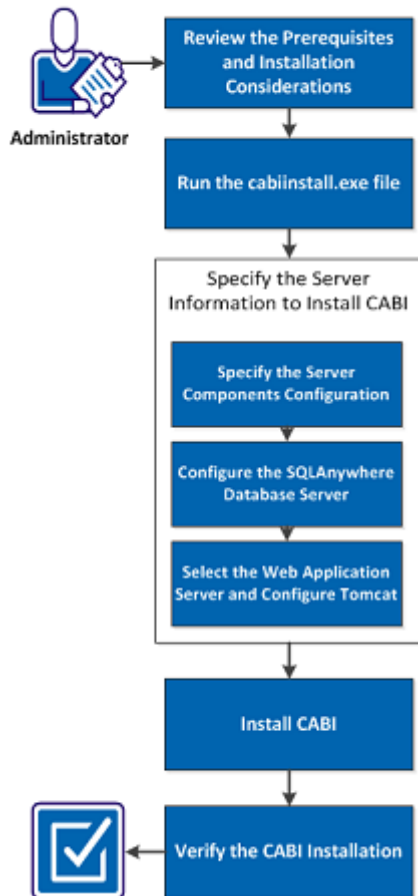 Review the Prerequisites
and Installation
Considerations
Administrator
Run the cabiinstall.exe file
Specify the Server
Information to Install CABI
Specify the Server
Components Configuration
Configure the SQLAnywhere
Database Server
Select the Web Application
Server and Configure Tomcat
Install CABI
Verify the CABI Installation